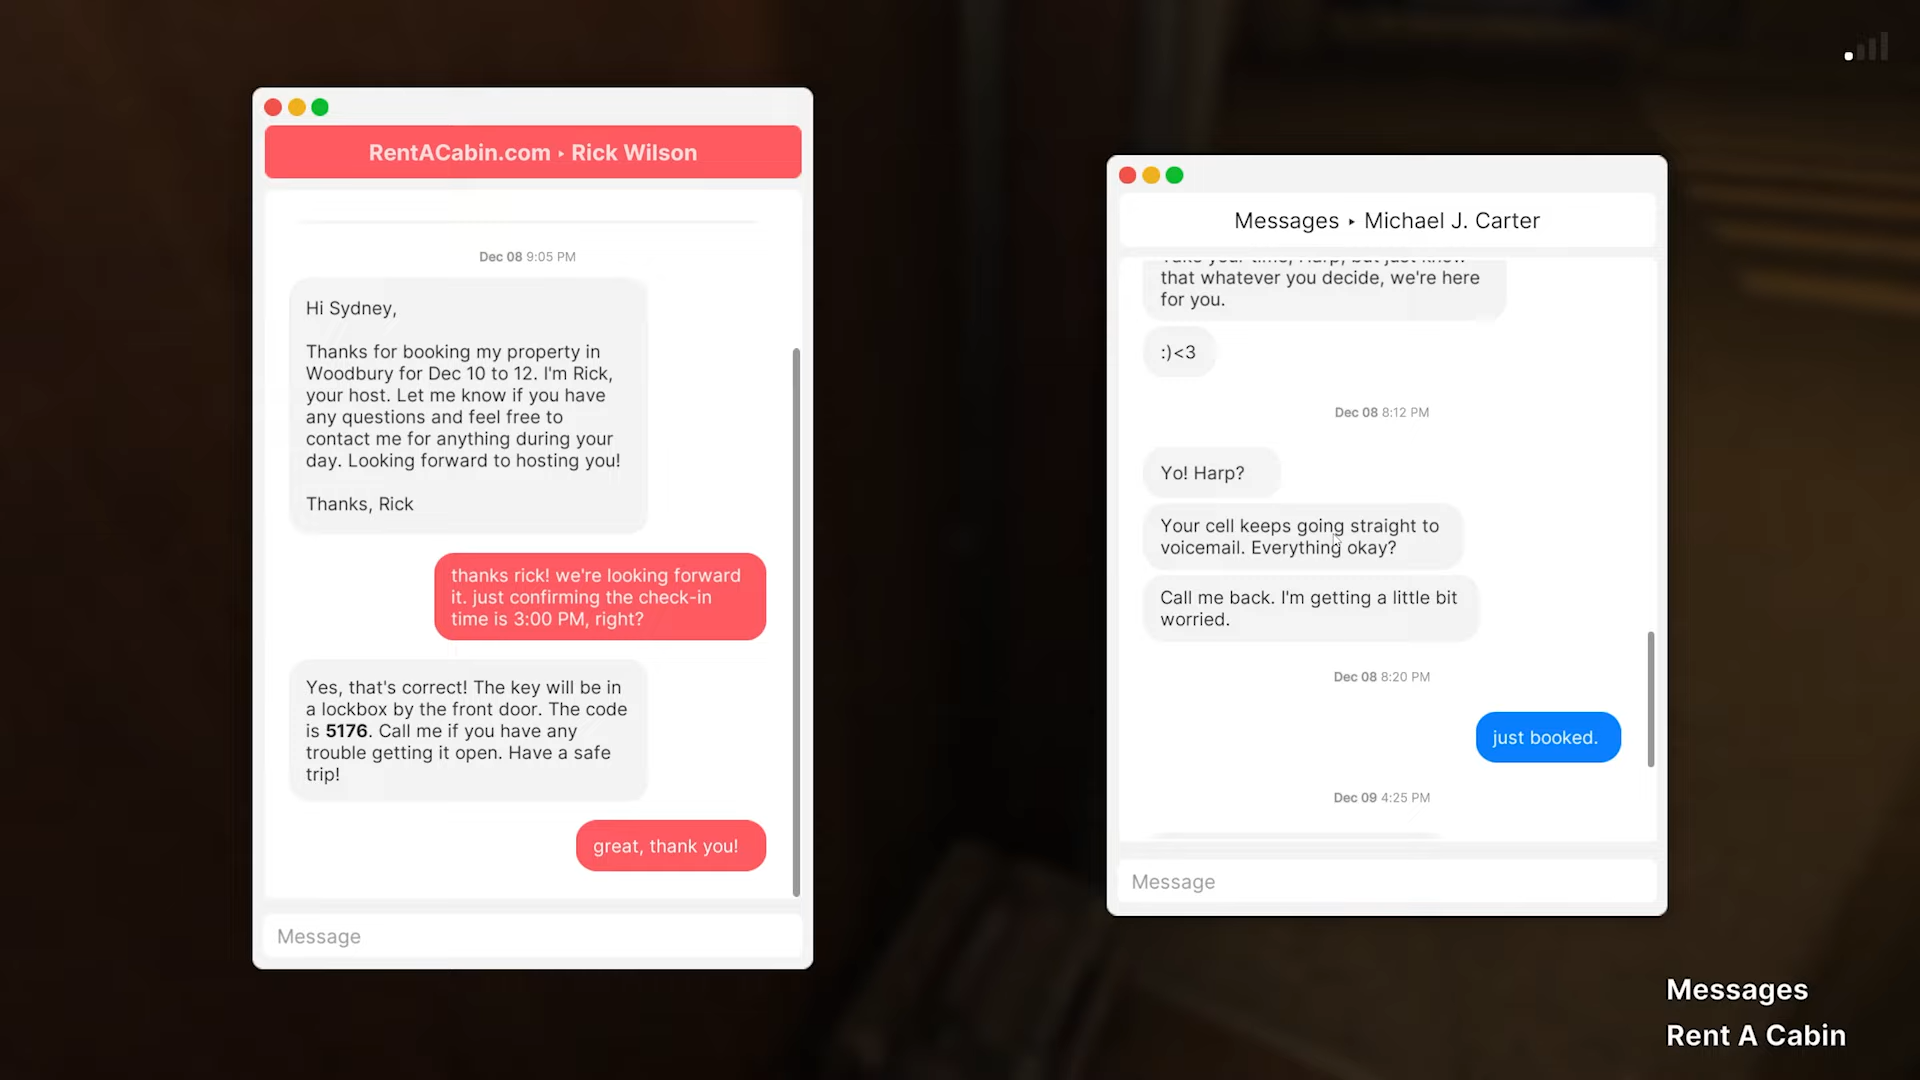 RentACabin.com ▸ Rick Wilson
Dec 08 9:05 PM
Hi Sydney,
Thanks for booking my property in
Woodbury for Dec 10 to 12. I'm Rick,
your host. Let me know if you have
any questions and feel free to
contact me for anything during your
day. Looking forward to hosting you!
Thanks, Rick
thanks rick! we're looking forward
it. just confirming the check-in
time is 3:00 PM, right?
Yes, that's correct! The key will be in
a lockbox by the front door. The code
is 5176. Call me if you have any
trouble getting it open. Have a safe
trip!
great, thank you!
Message
Messages ▸ Michael J. Carter
Take your time, Harp, but just know
that whatever you decide, we're here
for you.
:)<3
Dec 08 8:12 PM
Yo! Harp?
Your cell keeps going straight to
voicemail. Everything okay?
Call me back. I'm getting a little bit
worried.
Dec 08 8:20 PM
just booked.
Dec 09 4:25 PM
Message
Messages
Rent A Cabin